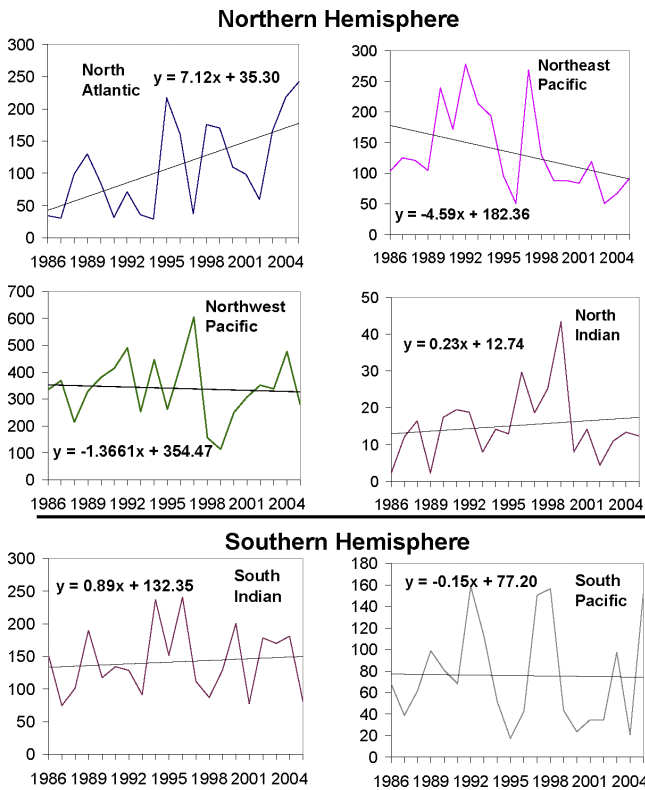 Northern Hemisphere
300
250
200
150
100
50
0
North
Atlantic
y = 7.12x + 35.30
1986 1989 1992 1995 1998 2001 2004
300
250
200
150
100
50
0
Northeast
Pacific
y = -4.59x + 182.36
1986 1989 1992 1995 1998 2001 2004
700
600
500
400
300
200
100
0
Northwest
Pacific
y = -1.3661x + 354.47
1986 1989 1992 1995 1998 2001 2004
50
40
30
20
10
0
North
Indian
y = 0.23x + 12.74
1986 1989 1992 1995 1998 2001 2004
Southern Hemisphere
300
250
200
150
100
50
0
y = 0.89x + 132.35
South
Indian
1986 1989 1992 1995 1998 2001 2004
180
160
140
120
100
80
60
40
20
0
y = -0.15x + 77.20
South
Pacific
1986 1989 1992 1995 1998 2001 2004